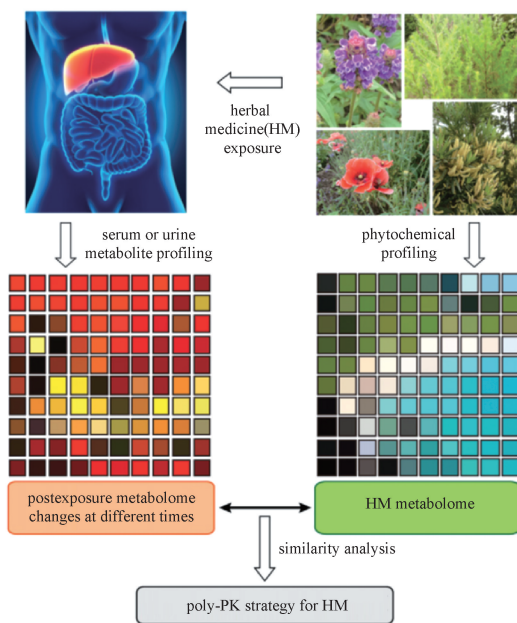 herbal
medicine(HM)
exposure
serum or urine
metabolite profiling
phytochemical
profiling
postexposure metabolome
changes at different times
HM metabolome
similarity analysis
poly-PK strategy for HM